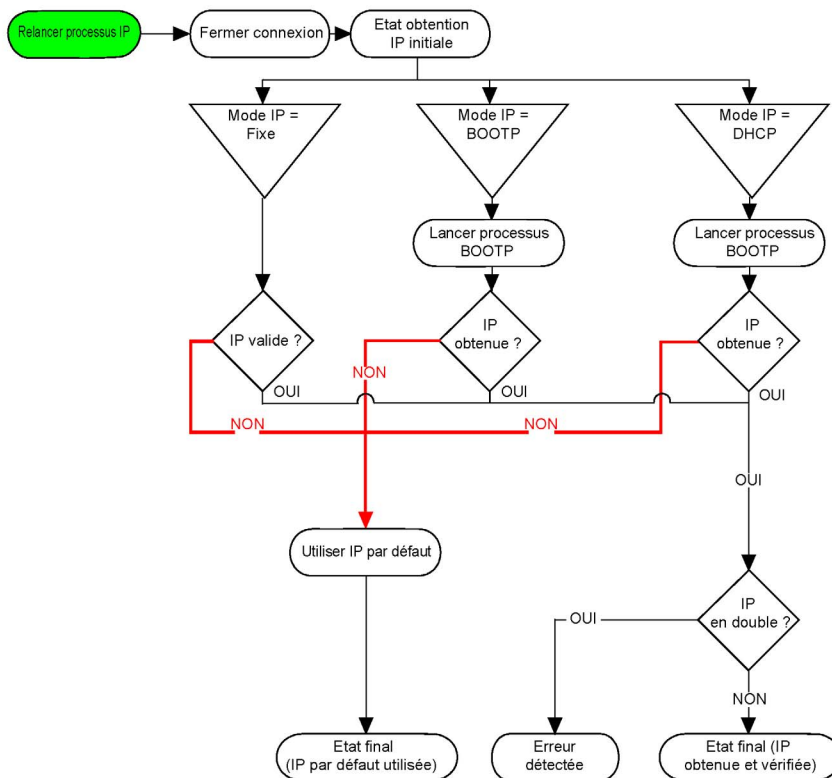 Relancer processus IP
Fermer connexion
Etat obtention
IP initiale
Mode IP =
Fixe
Mode IP =
BOOTP
Mode IP =
DHCP
Lancer processus
BOOTP
Lancer processus
BOOTP
IP valide ?
IP
obtenue ?
IP
obtenue ?
NON
OUI
OUI
OUI
NON
NON
OUI
Utiliser IP par défaut
IP
en double ?
OUI
NON
Etat final
(IP par défaut utilisée)
Erreur
détectée
Etat final (IP
obtenue et vérifiée)